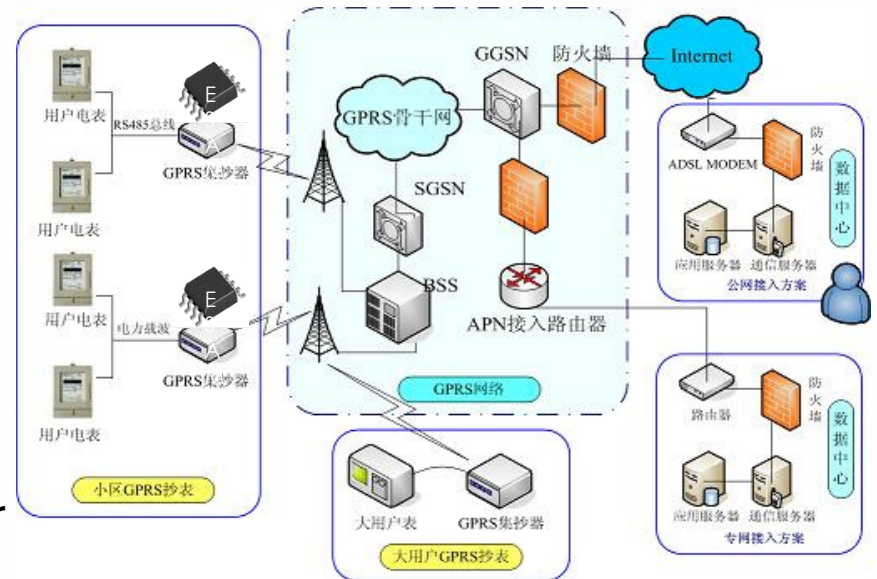 用户电表
RS485总线
用户电表
E
S
A
GPRS集抄器
用户电表
电力载波
用户电表
E
S
A
GPRS集抄器
小区GPRS抄表
GPRS骨干网
GGSN
防火墙
SGSN
BSS
APN接入路由器
GPRS网络
大用户表
GPRS集抄器
大用户GPRS抄表
Internet
ADSL MODEM
防火墙
数据中心
应用服务器
通信服务器
公网接入方案
路由器
防火墙
数据中心
应用服务器
通信服务器
专网接入方案